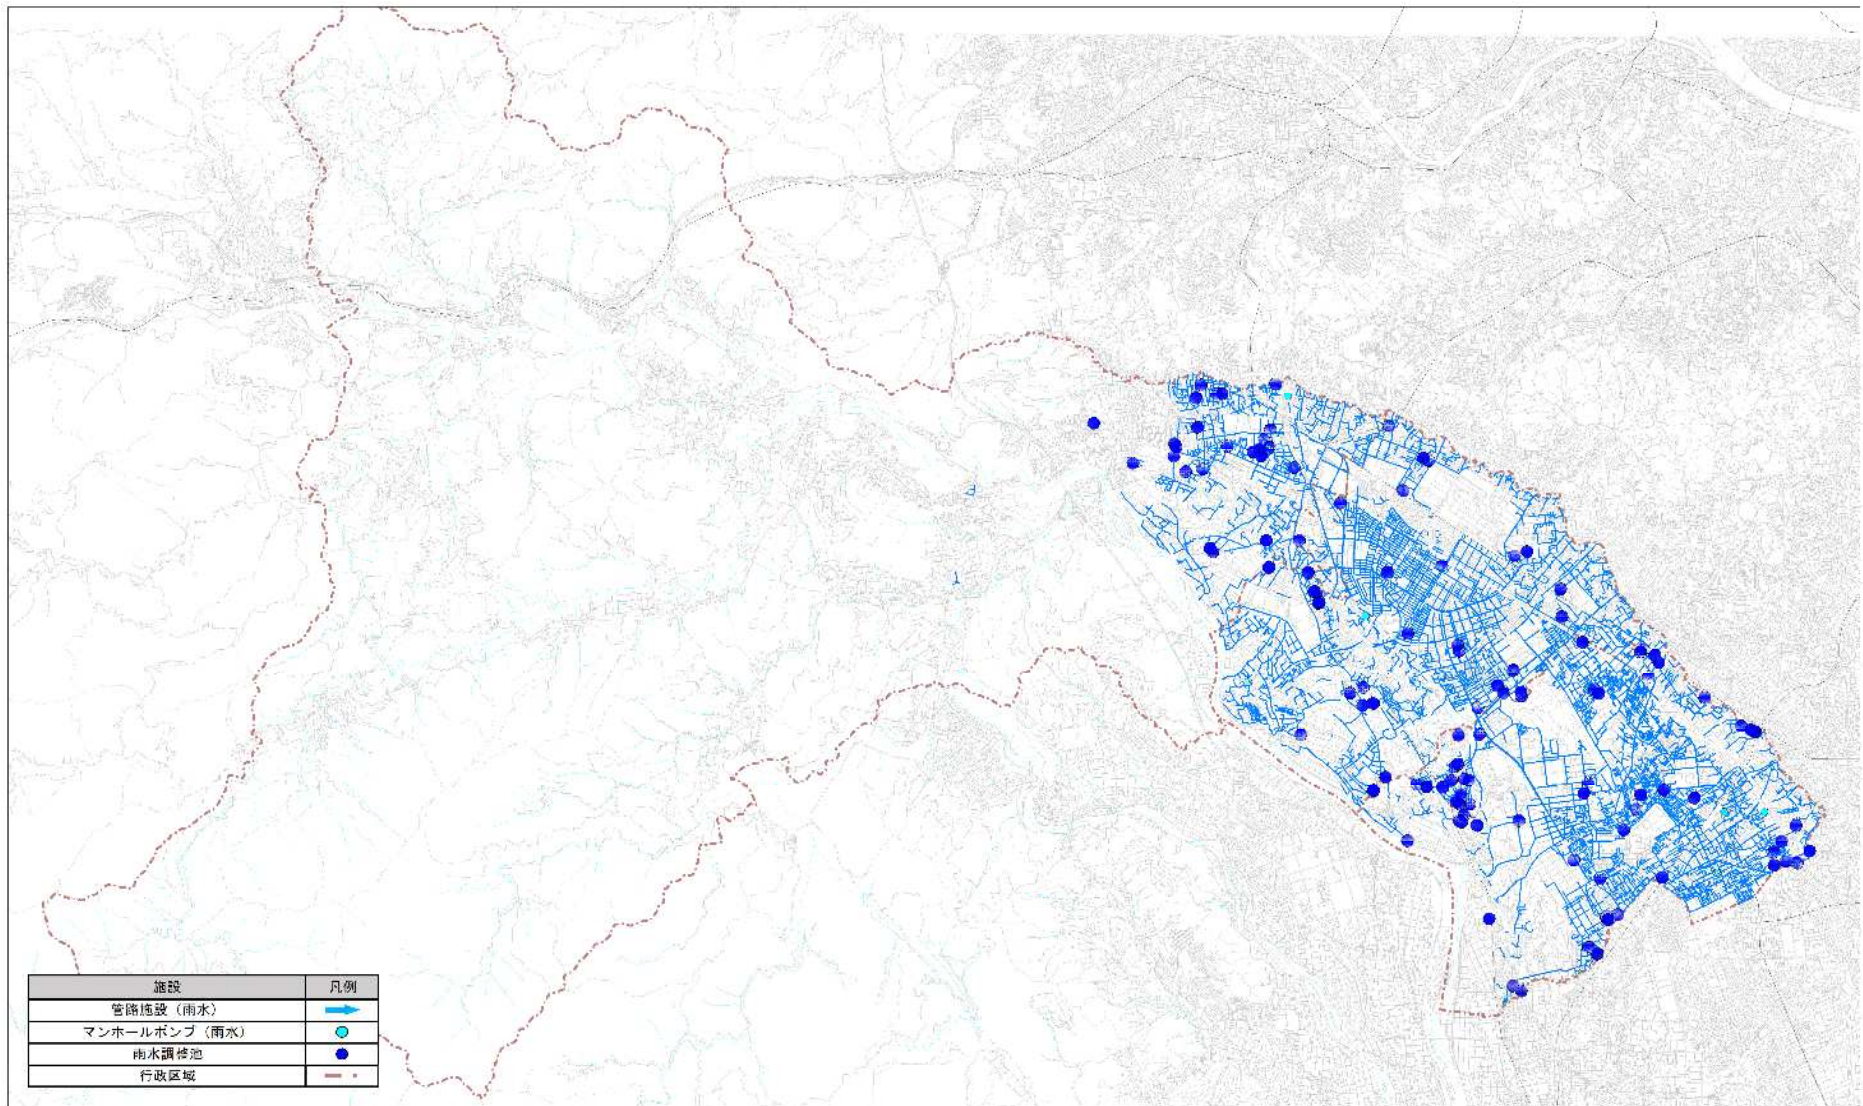 施設 凡例
管路施設（雨水）
マンホールポンプ（雨水）
雨水調整池
行政区域